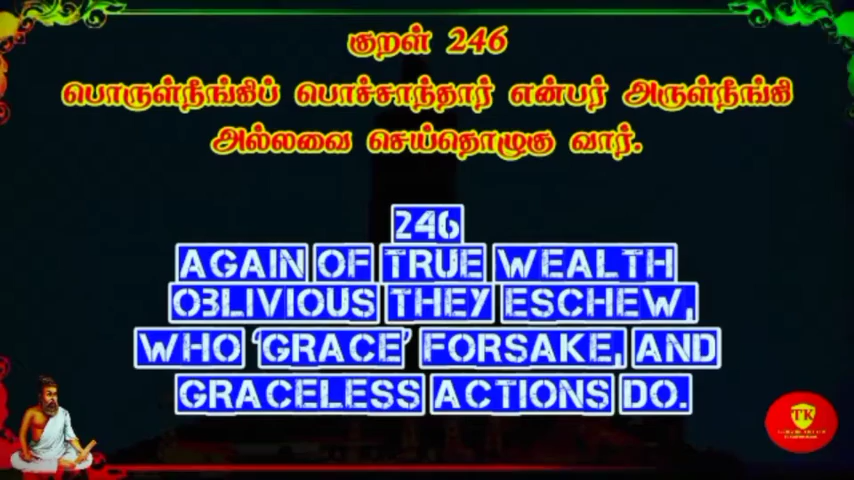 குறள் 246
பொருள்நீங்கிப் பொச்சாந்தார் என்பர் அருள்நீங்கி
அல்லவை செய்தொழுகு வார்.
246
AGAIN OF TRUE WEALTH
OBLIVIOUS THEY ESCHEW,
WHO 'GRACE' FORSAKE, AND
GRACELESS ACTIONS DO.
TK